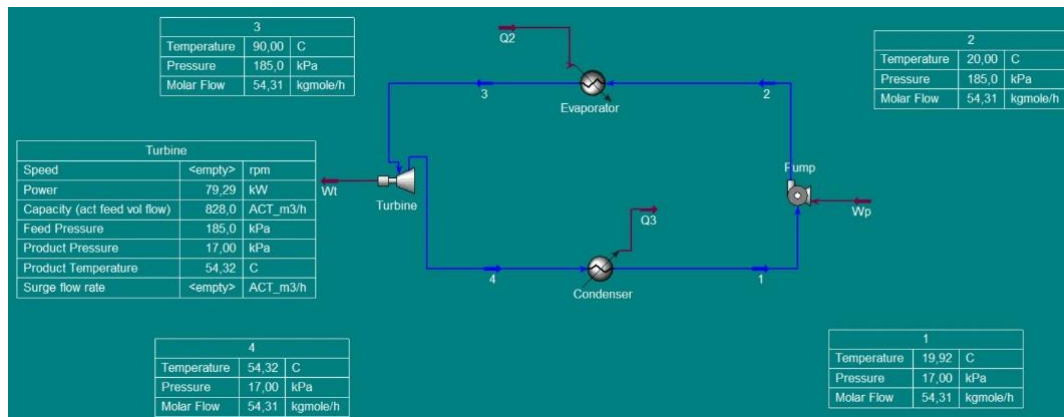 3
Temperature 90,00 C
Pressure 185,0 kPa
Molar Flow 54,31 kgmole/h
Q2
Evaporator
3
2
2
Temperature 20,00 C
Pressure 185,0 kPa
Molar Flow 54,31 kgmole/h
Turbine
Speed <empty> rpm
Power 79,29 kW
Capacity (act feed vol flow) 828,0 ACT_m3/h
Feed Pressure 185,0 kPa
Product Pressure 17,00 kPa
Product Temperature 54,32 C
Surge flow rate <empty> ACT_m3/h
Wt
Turbine
Pump
Wp
Q3
4
Condenser
1
4
Temperature 54,32 C
Pressure 17,00 kPa
Molar Flow 54,31 kgmole/h
1
Temperature 19,92 C
Pressure 17,00 kPa
Molar Flow 54,31 kgmole/h